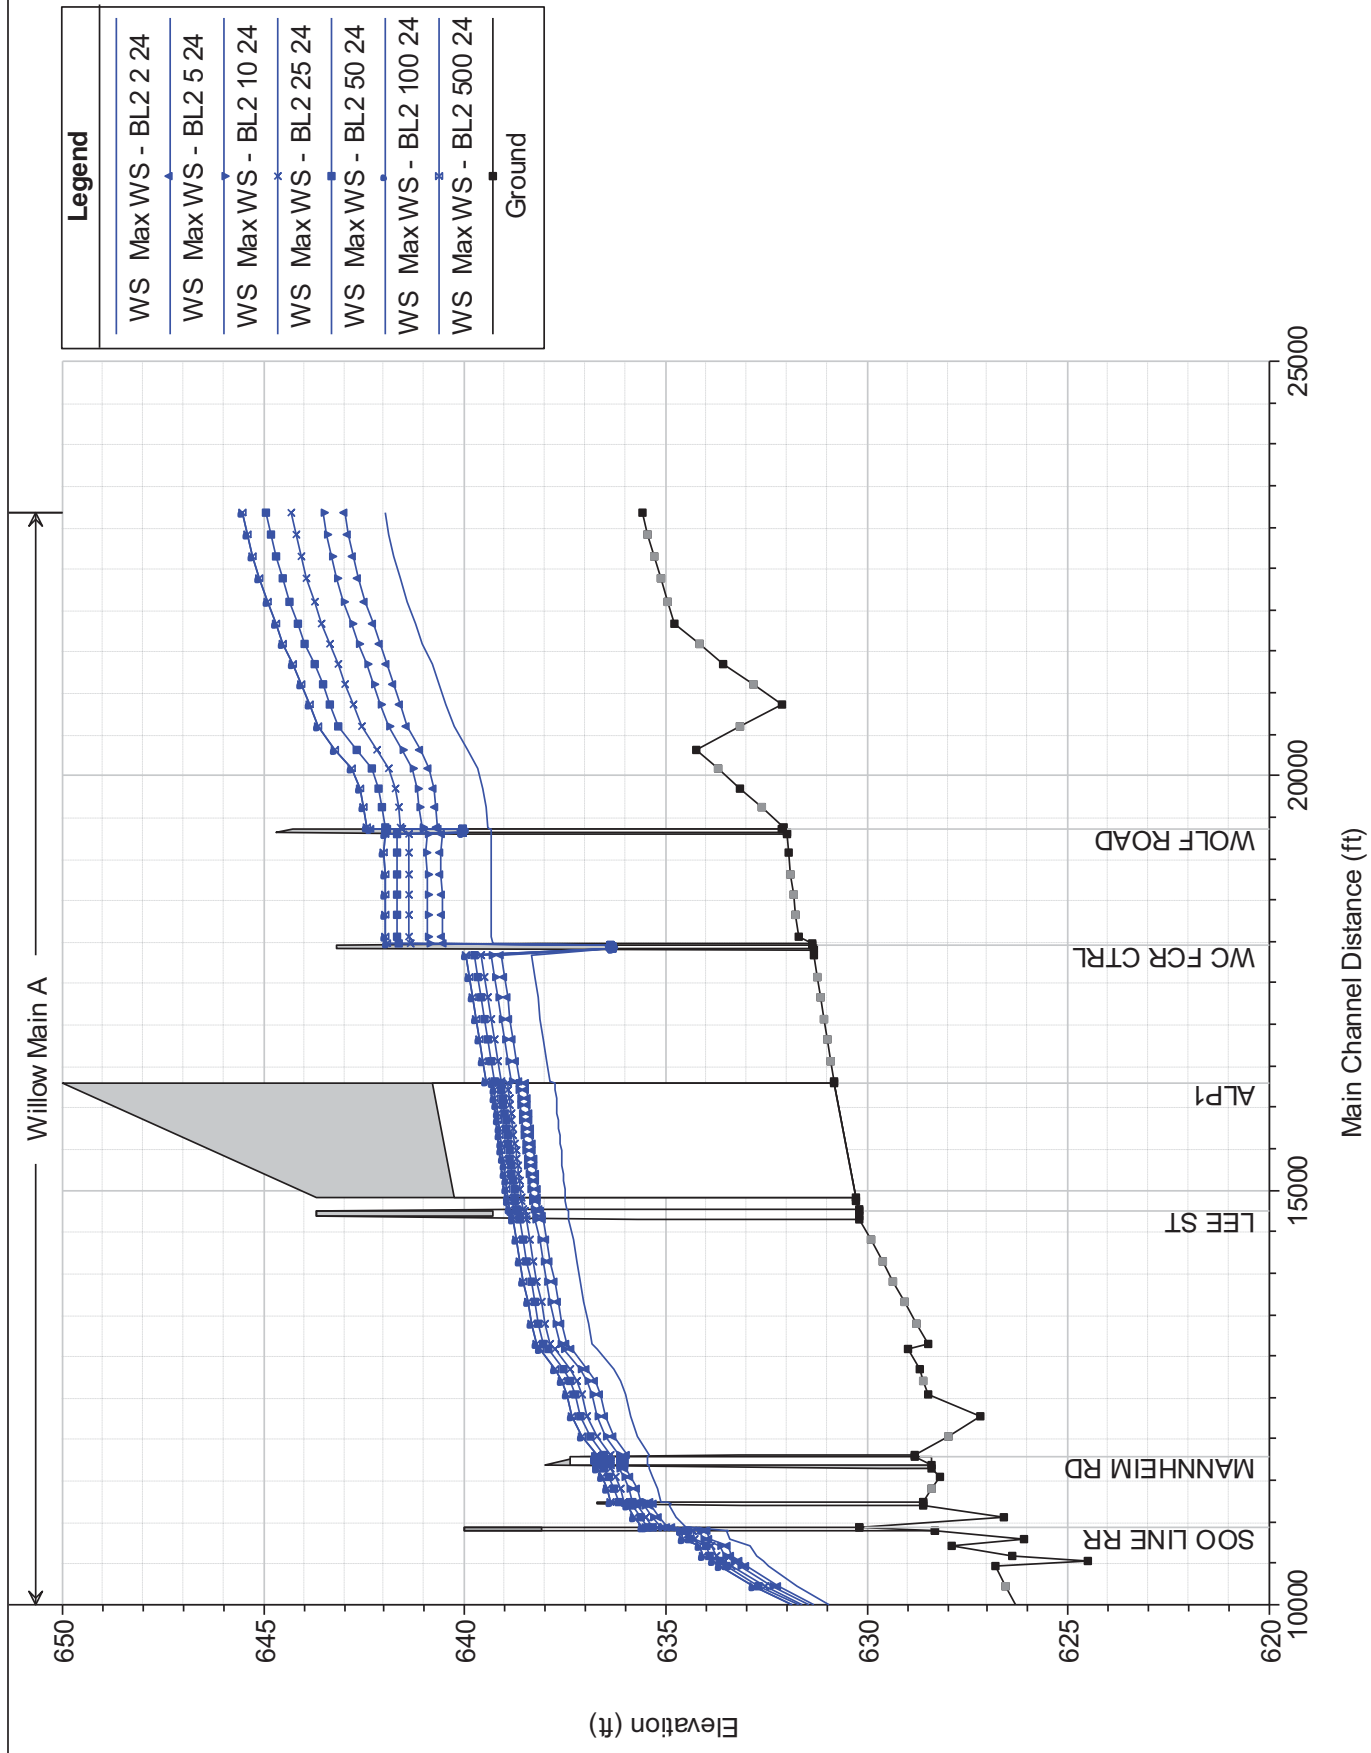 Willow Main A
Legend
WS Max WS - BL2 2 24
WS Max WS - BL2 5 24
WS Max WS - BL2 10 24
WS Max WS - BL2 25 24
WS Max WS - BL2 50 24
WS Max WS - BL2 100 24
WS Max WS - BL2 500 24
Ground
Elevation (ft)
650
645
640
635
630
625
620
SOO LINE RR
MANNHEIM RD
LEE ST
ALP1
WC FCR CTRL
WOLF ROAD
10000
15000
20000
25000
Main Channel Distance (ft)